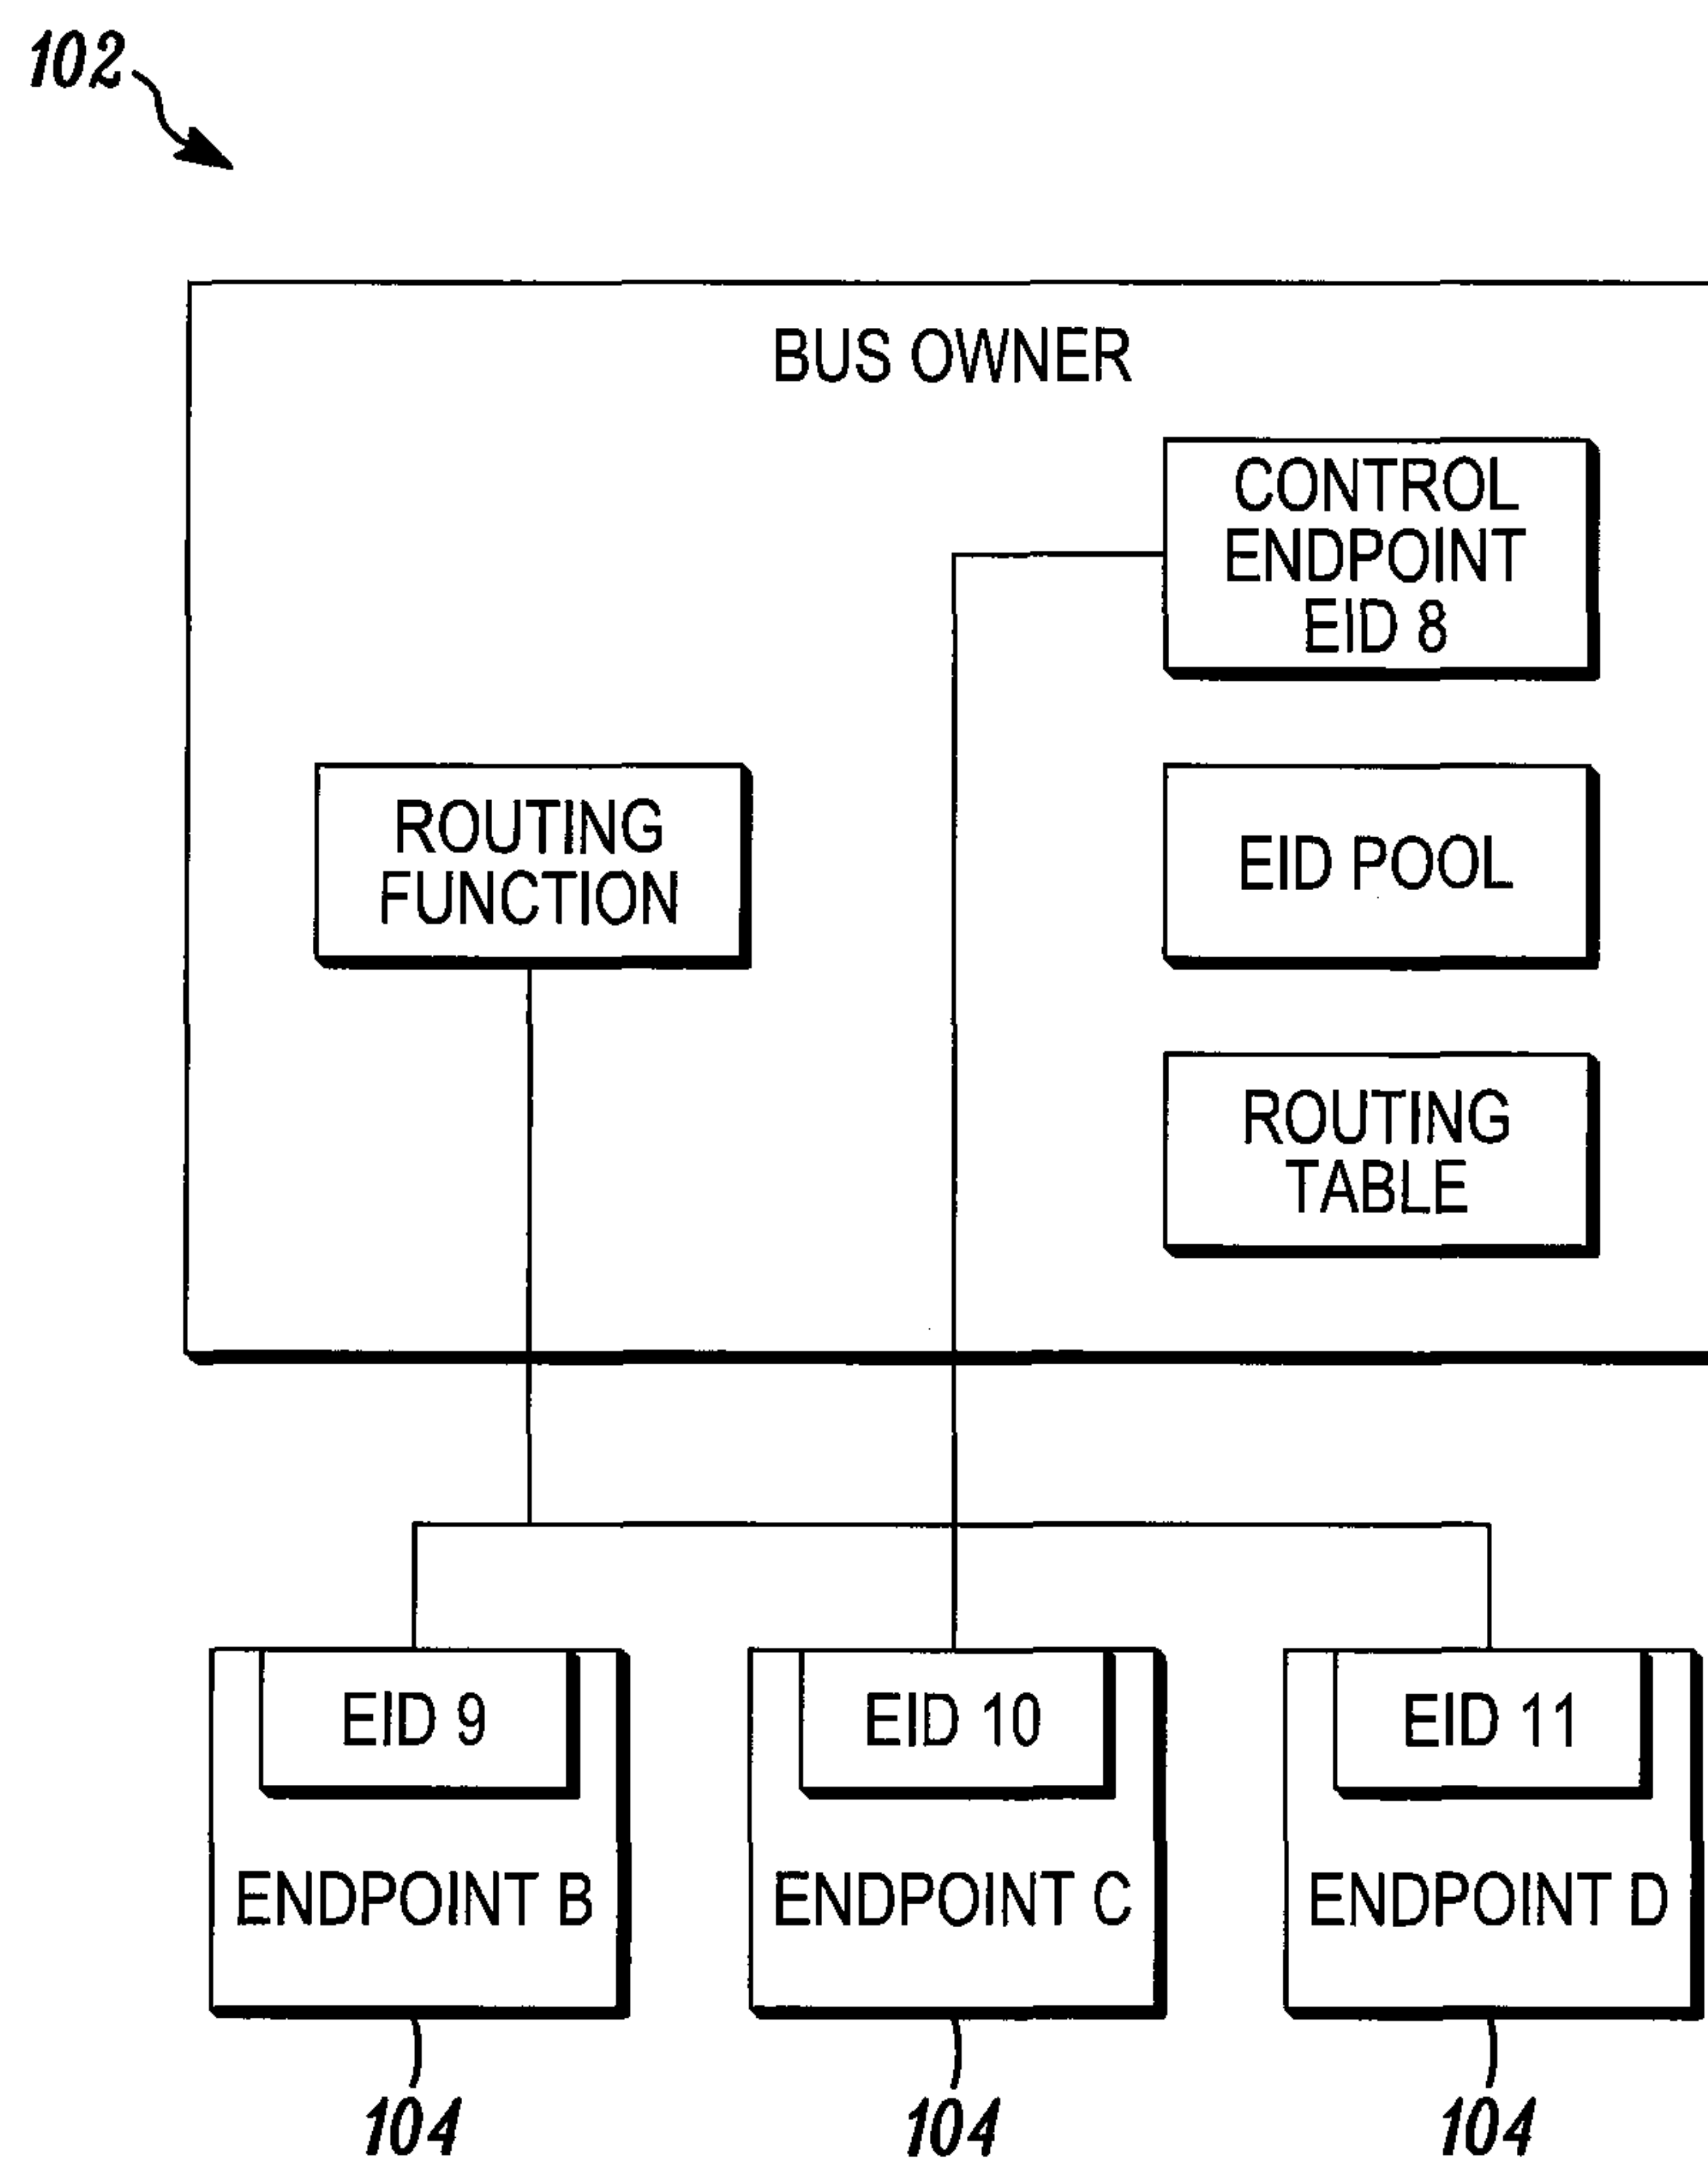 102
BUS OWNER
CONTROL
ENDPOINT
EID 8
ROUTING
FUNCTION
EID POOL
ROUTING
TABLE
EID 9
EID 10
EID 11
ENDPOINT B
ENDPOINT C
ENDPOINT D
104
104
104